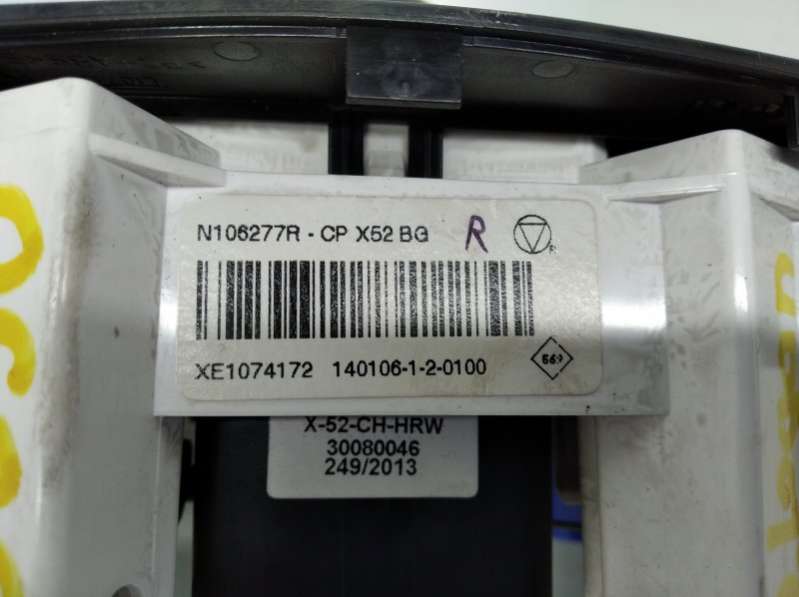 N106277R - CP X52 BG R
XE1074172 140106-1-2-0100
X-52-CH-HRW
30080046
249/2013